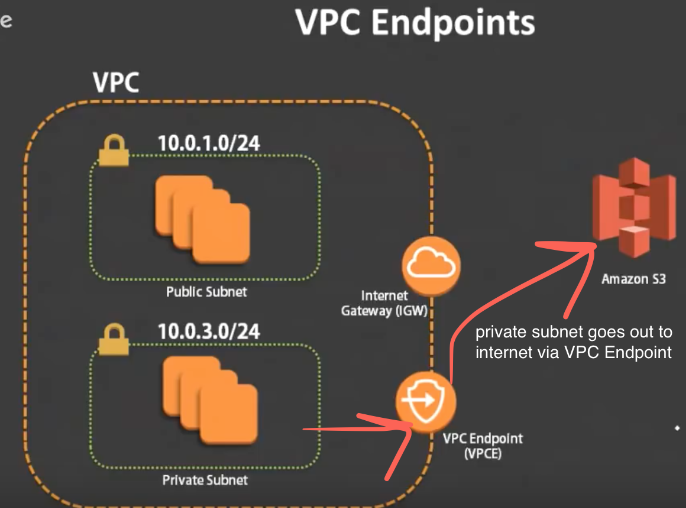 e
VPC Endpoints
VPC
10.0.1.0/24
Public Subnet
Internet
Gateway (IGW)
Amazon S3
10.0.3.0/24
private subnet goes out to
internet via VPC Endpoint
VPC Endpoint
(VPCE)
Private Subnet